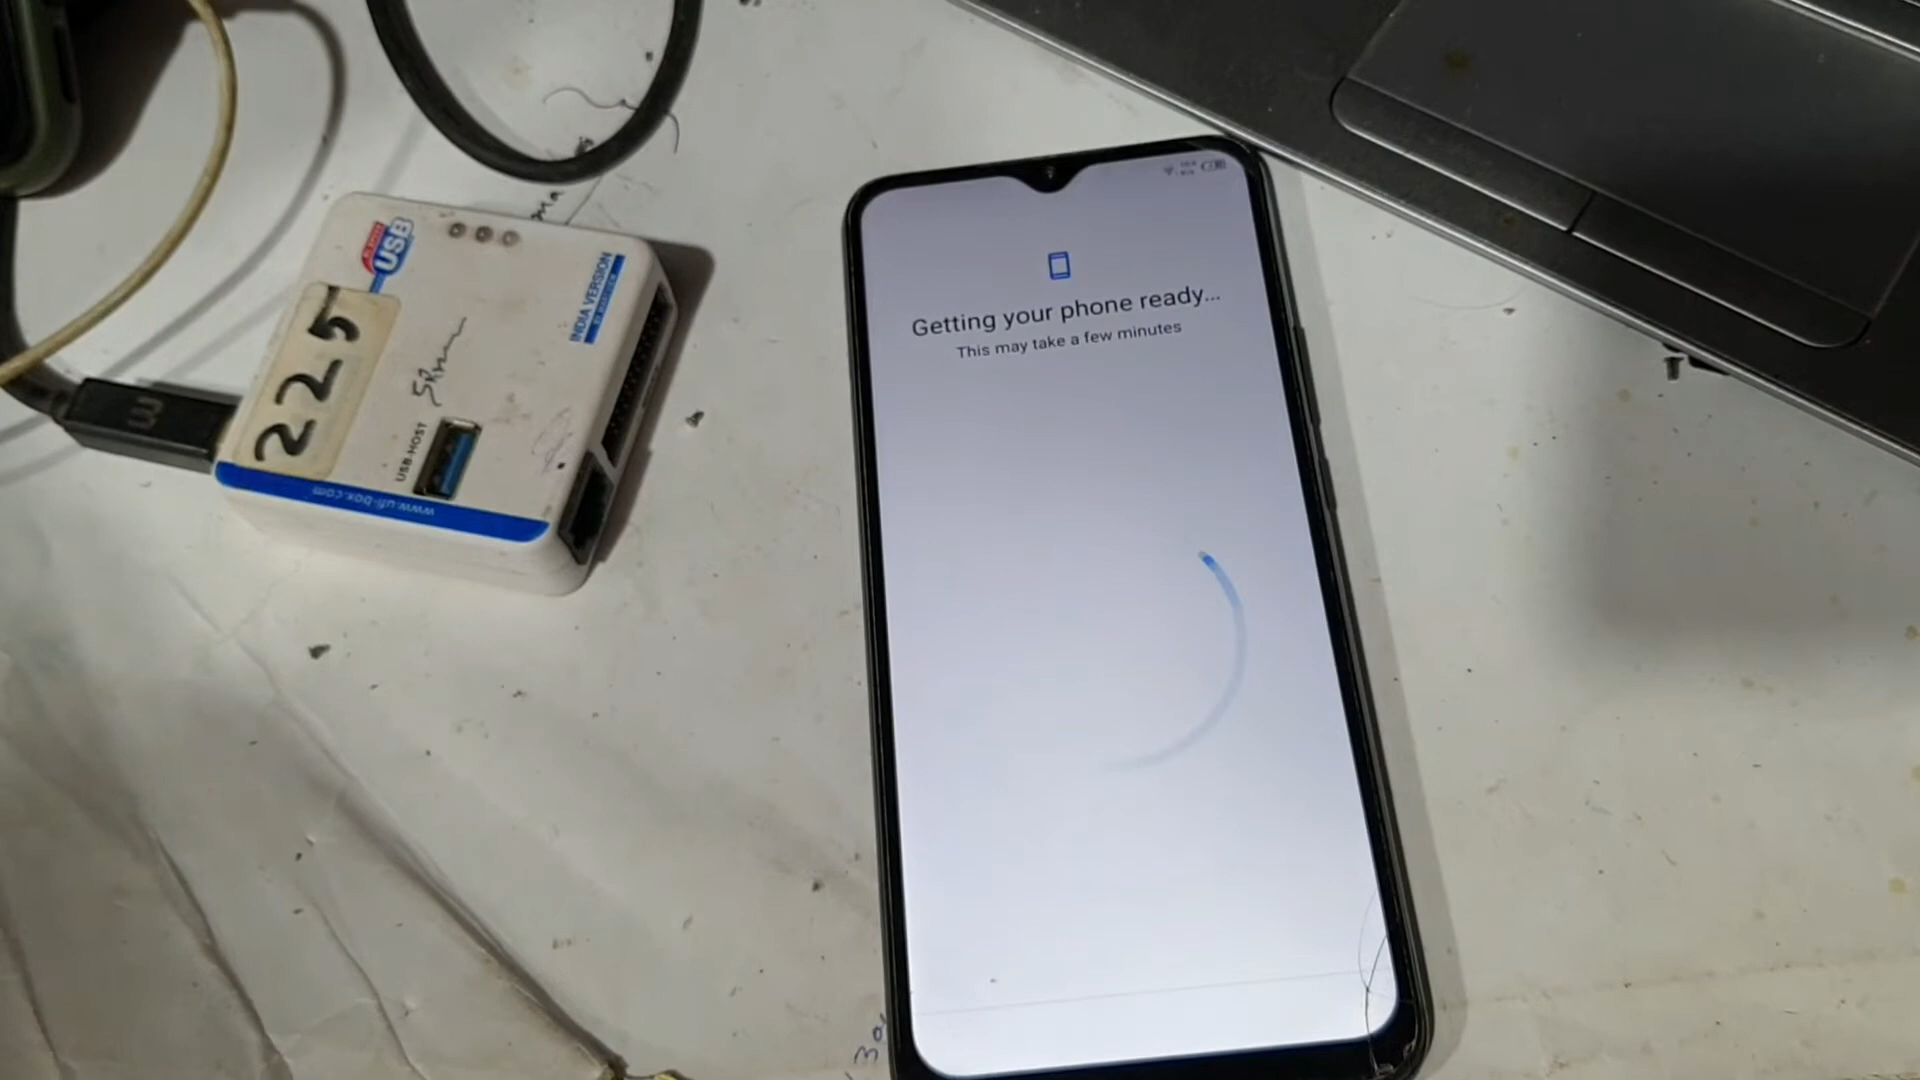 USB
INDIA VERSION
225
USB-HOST
www.ufi-box.com
Getting your phone ready...
This may take a few minutes
30